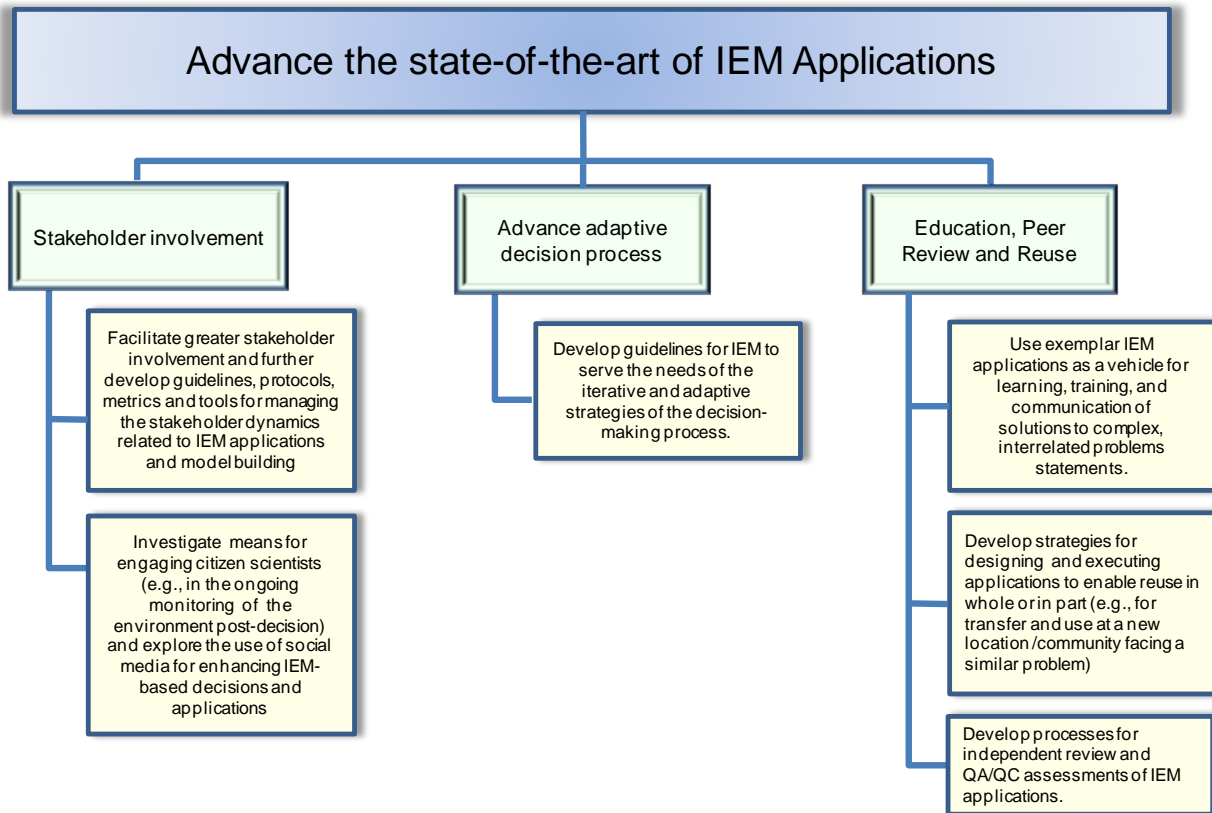 Advance the state-of-the-art of IEM Applications
Stakeholder involvement
Facilitate greater stakeholder
involvement and further
develop guidelines, protocols,
metrics and tools for managing
the stakeholder dynamics
related to IEM applications
and model building
Investigate means for
engaging citizen scientists
(e.g., in the ongoing
monitoring of the
environment post-decision)
and explore the use of social
media for enhancing IEM-
based decisions and
applications
Advance adaptive
decision process
Develop guidelines for IEM to
serve the needs of the
iterative and adaptive
strategies of the decision-
making process.
Education, Peer
Review and Reuse
Use exemplar IEM
applications as a vehicle for
learning, training, and
communication of
solutions to complex,
interrelated problems
statements.
Develop strategies for
designing and executing
applications to enable reuse in
whole or in part (e.g., for
transfer and use at a new
location /community facing a
similar problem)
Develop processes for
independent review and
QA/QC assessments of IEM
applications.